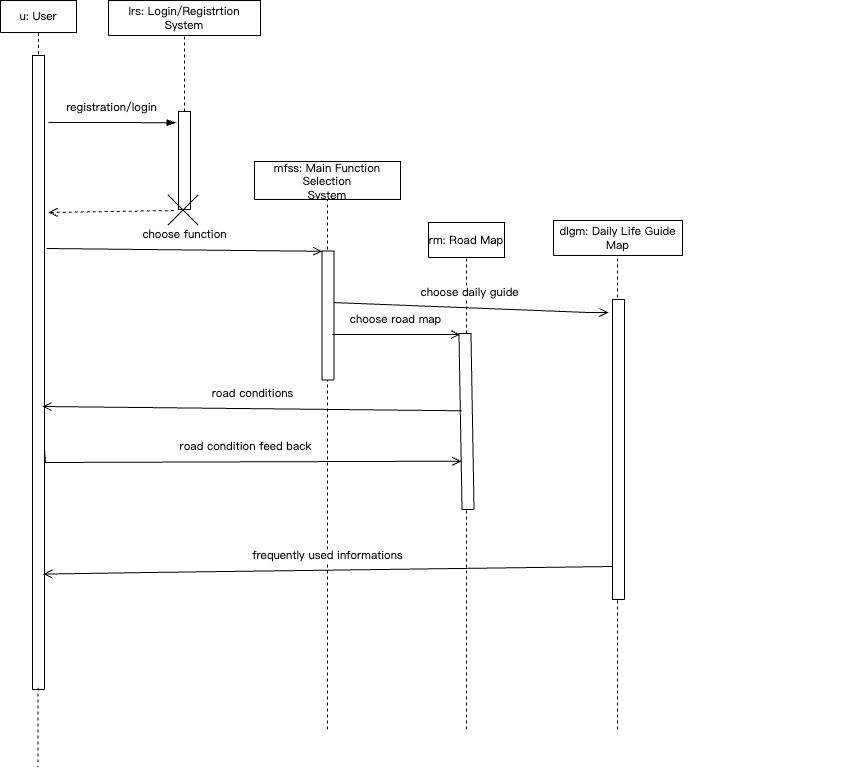 u: User
lrs: Login/Registrtion
System
registration/login
mfss: Main Function
Selection
System
choose function
rm: Road Map
dlgm: Daily Life Guide
Map
choose daily guide
choose road map
road conditions
road condition feed back
frequently used informations